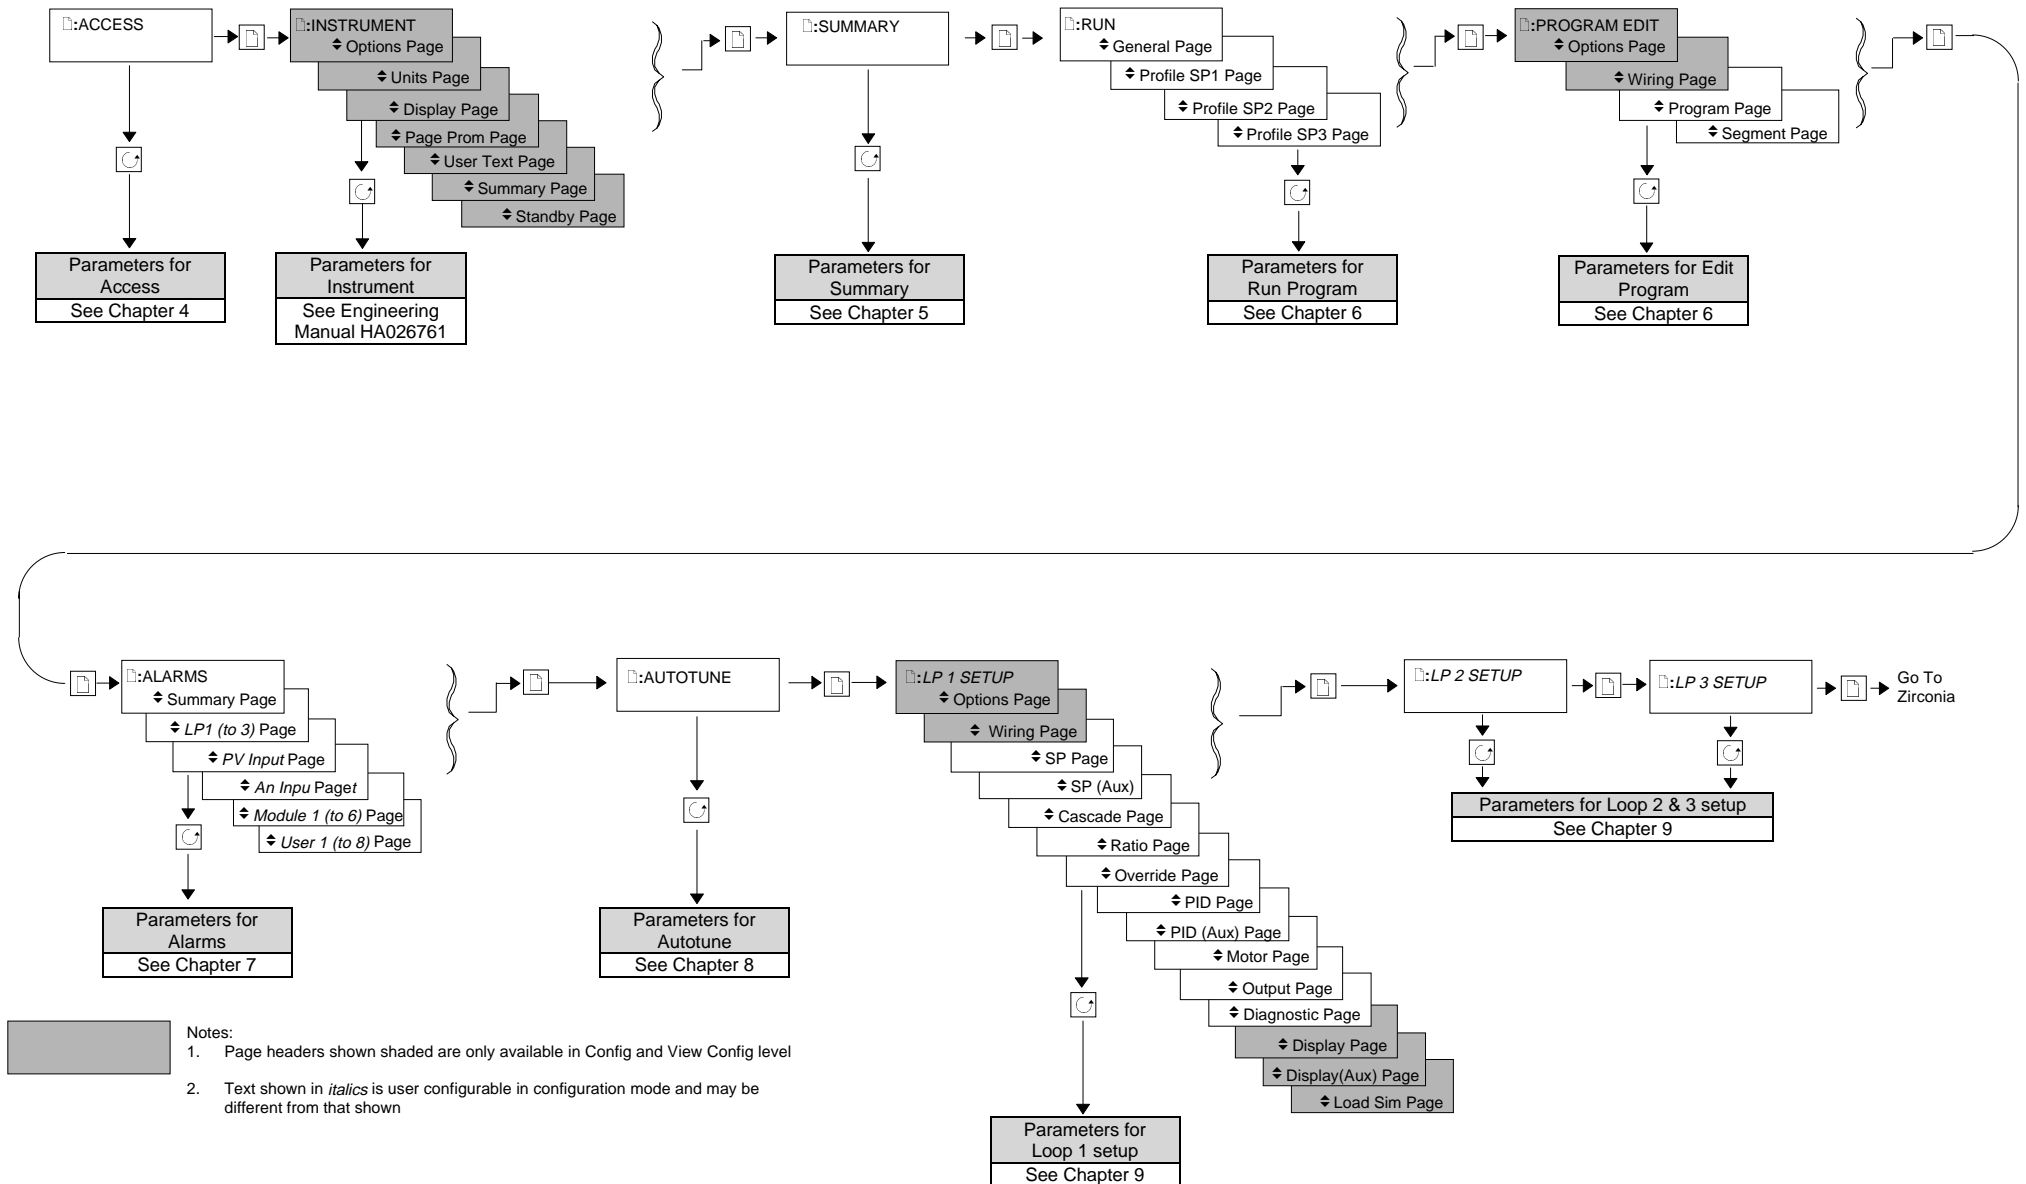 :ACCESS
:INSTRUMENT
Options Page
Units Page
Display Page
Page Prom Page
User Text Page
Summary Page
Standby Page
:SUMMARY
:RUN
General Page
Profile SP1 Page
Profile SP2 Page
Profile SP3 Page
:PROGRAM EDIT
Options Page
Wiring Page
Program Page
Segment Page
Parameters for
Access
See Chapter 4
Parameters for
Instrument
See Engineering
Manual HA026761
Parameters for
Summary
See Chapter 5
Parameters for
Run Program
See Chapter 6
Parameters for Edit
Program
See Chapter 6
:ALARMS
Summary Page
LP1 (to 3) Page
PV Input Page
An Inpu Paget
Module 1 (to 6) Page
User 1 (to 8) Page
:AUTOTUNE
:LP 1 SETUP
Options Page
Wiring Page
SP Page
SP (Aux)
Cascade Page
Ratio Page
Override Page
PID Page
PID (Aux) Page
Motor Page
Output Page
Diagnostic Page
Display Page
Display(Aux) Page
Load Sim Page
:LP 2 SETUP
:LP 3 SETUP
Go To
Zirconia
Parameters for Loop 2 & 3 setup
See Chapter 9
Parameters for
Alarms
See Chapter 7
Parameters for
Autotune
See Chapter 8
Parameters for
Loop 1 setup
See Chapter 9
Notes:
1. Page headers shown shaded are only available in Config and View Config level
2. Text shown in italics is user configurable in configuration mode and may be
different from that shown